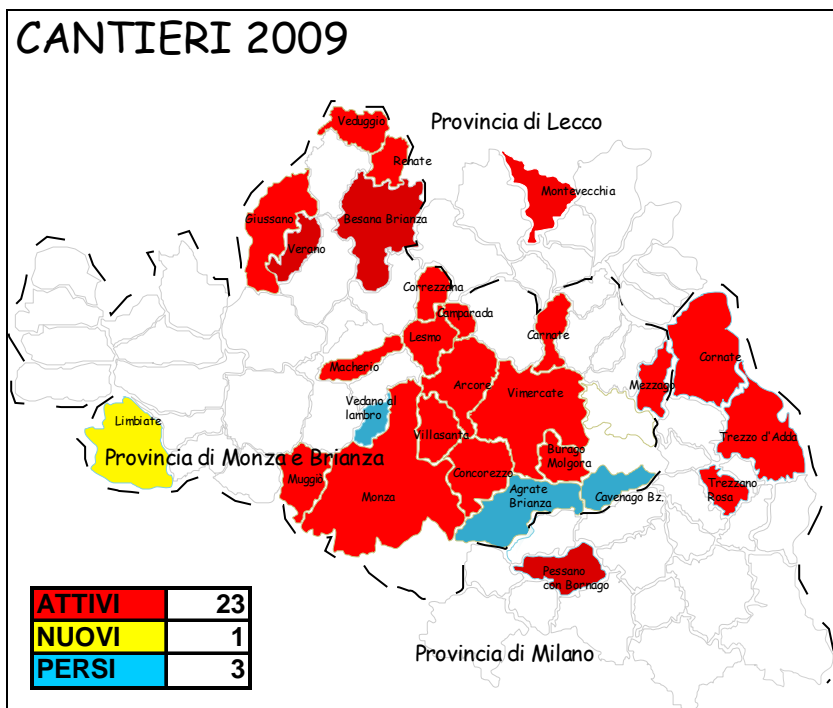 CANTIERI 2009
Veduggio
Provincia di Lecco
Renate
Montevecchia
Giussano
Besana Brianza
Verano
Correzzana
Camparada
Carnate
Lesmo
Cornate
Macherio
Arcore
Vimercate
Mezzago
Vedano al
lambro
Limbiate
Villasanta
Trezzo d'Adda
Provincia di Monza e Brianza
Burago
Molgora
Muggiò
Concorezzo
Monza
Agrate
Brianza
Cavenago Bz.
Trezzano
Rosa
Pessano
con Bornago
ATTIVI 23
NUOVI 1
PERSI 3
Provincia di Milano